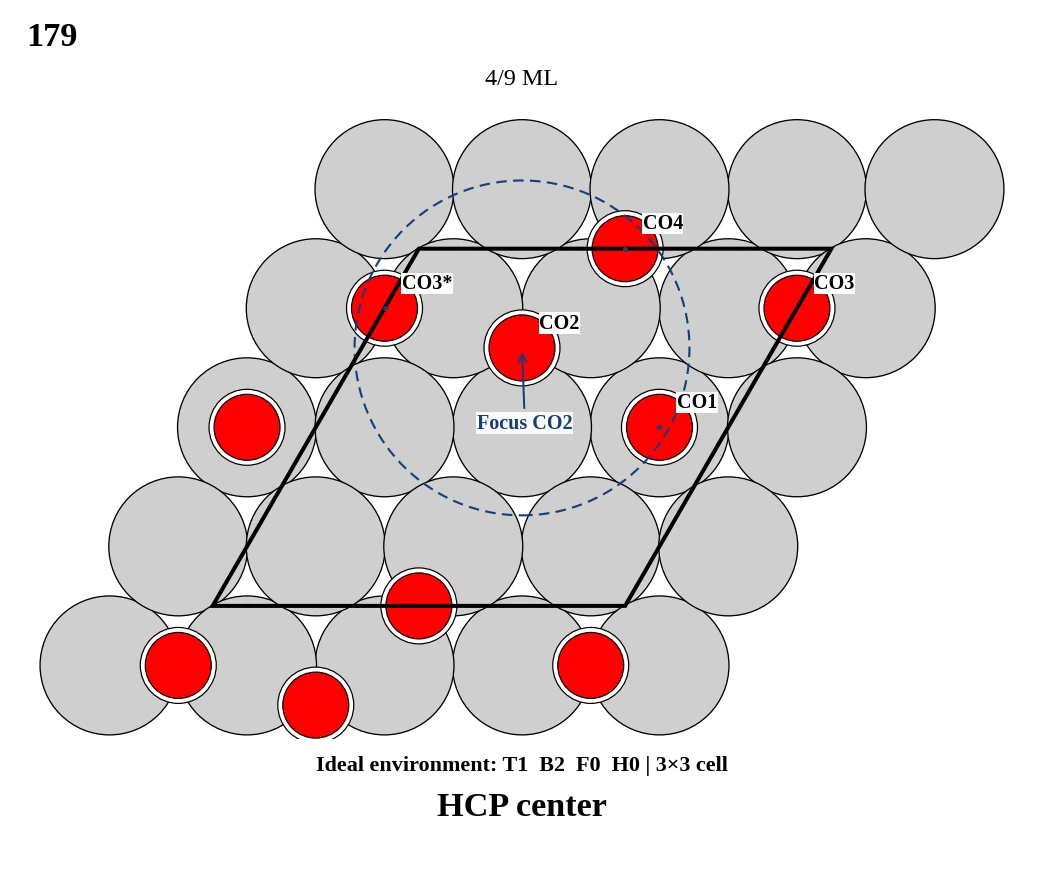 179
4/9 ML
CO4
CO3*
CO3
CO2
CO1
Focus CO2
Ideal environment: T1 B2 F0 H0 | 3×3 cell
HCP center